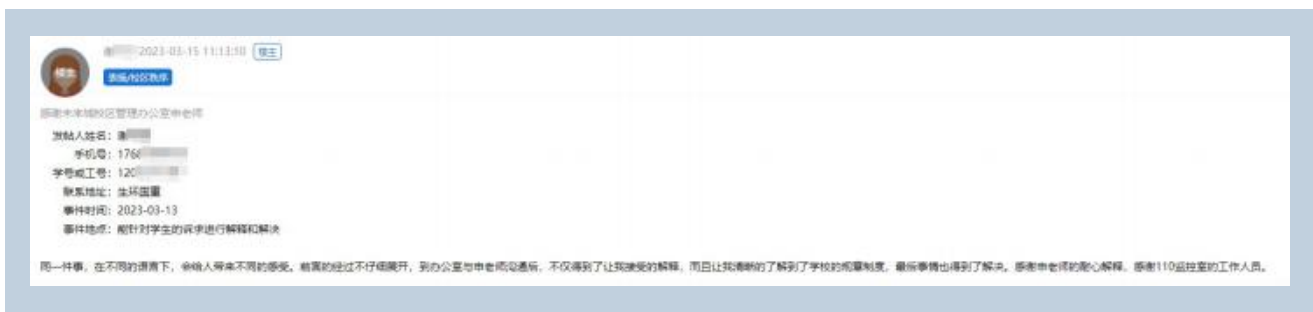 2023-03-15 11:13:50 楼主
楼主
表扬/校区秩序
感谢未来城校区管理办公室申老师
发帖人姓名：
手机号：176
学号或工号：120
联系地址：生环国重
事件时间：2023-03-13
事件地点：能针对学生的诉求进行解释和解决
同一件事，在不同的语言下，会给人带来不同的感受。前面的经过不仔细展开，到办公室与申老师沟通后，不仅得到了让我接受的解释，而且让我清晰的了解到了学校的规章制度，最后事情也得到了解决。感谢申老师的耐心解释，感谢110监控室的工作人员。